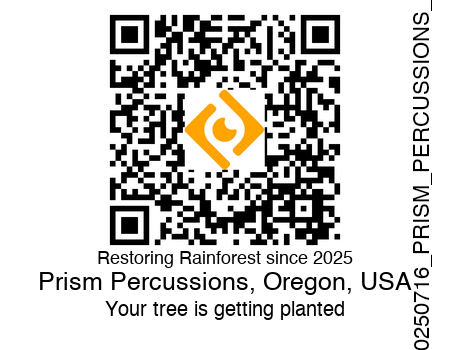 Restoring Rainforest since 2025
Prism Percussions, Oregon, USA
Your tree is getting planted
0250716_PRISM_PERCUSSIONS_